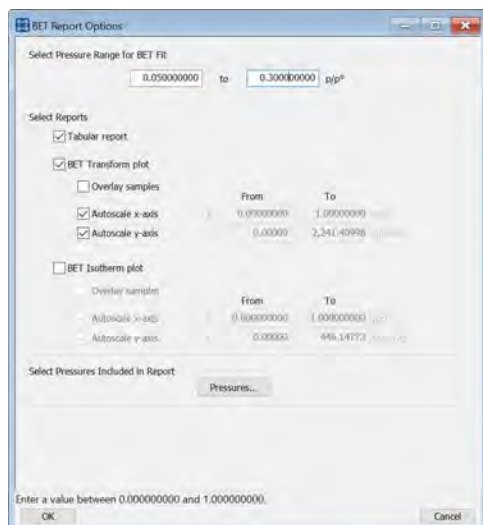 BET Report Options
Select Pressure Range for BET Fit
0.050000000 to 0.300000000 p/p°
Select Reports
Tabular report
BET Transform plot
Overlay samples
From To
Autoscale x-axis 0.00000000 1.00000000
Autoscale y-axis 0.00000 2,241.40998
BET Isotherm plot
Overlay samples
From To
Autoscale x-axis 0.000000000 1.000000000
Autoscale y-axis 0.00000 446.14773
Select Pressures Included in Report
Pressures...
Enter a value between 0.000000000 and 1.000000000.
OK Cancel